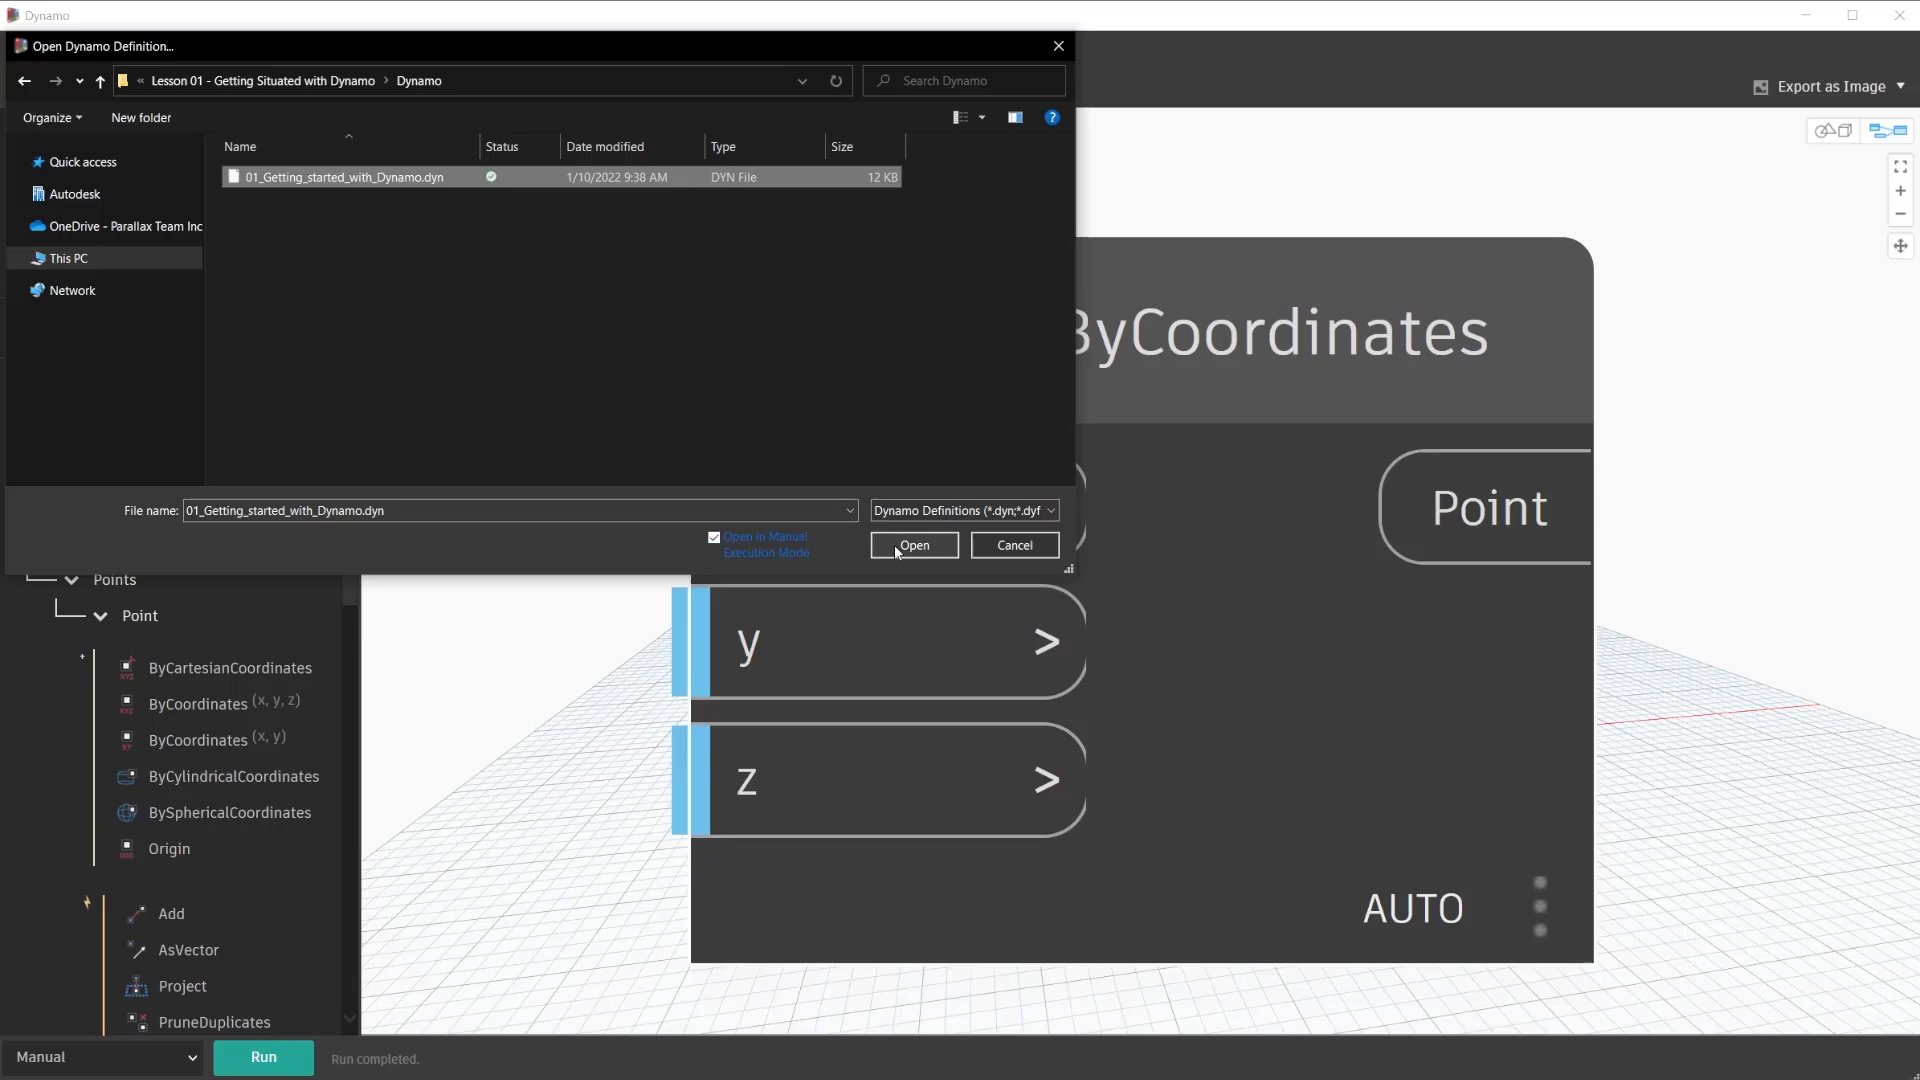 Dynamo
Open Dynamo Definition...
« Lesson 01 - Getting Situated with Dynamo > Dynamo
Search Dynamo
Export as Image
Organize
New folder
?
Name
Status
Date modified
Type
Size
Quick access
01_Getting_started_with_Dynamo.dyn
1/10/2022 9:38 AM
DYN File
12 KB
Autodesk
OneDrive - Parallax Team Inc
This PC
Network
ByCoordinates
File name:
01_Getting_started_with_Dynamo.dyn
Dynamo Definitions (*.dyn;*.dyf
Open in Manual
Execution Mode
Open
Cancel
Point
Points
Point
y >
z >
ByCartesianCoordinates
ByCoordinates (x, y, z)
ByCoordinates (x, y)
ByCylindricalCoordinates
BySphericalCoordinates
Origin
AUTO
Add
AsVector
Project
PruneDuplicates
Manual
Run
Run completed.